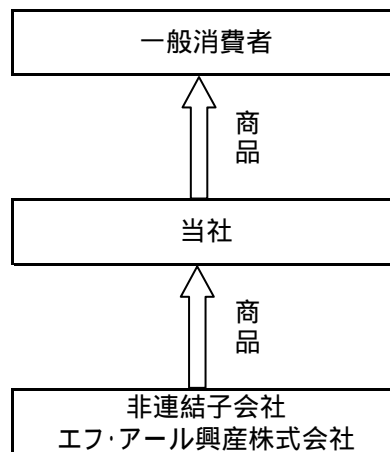 一般消費者
商
品
当社
商
品
非連結子会社
エフ・アール興産株式会社